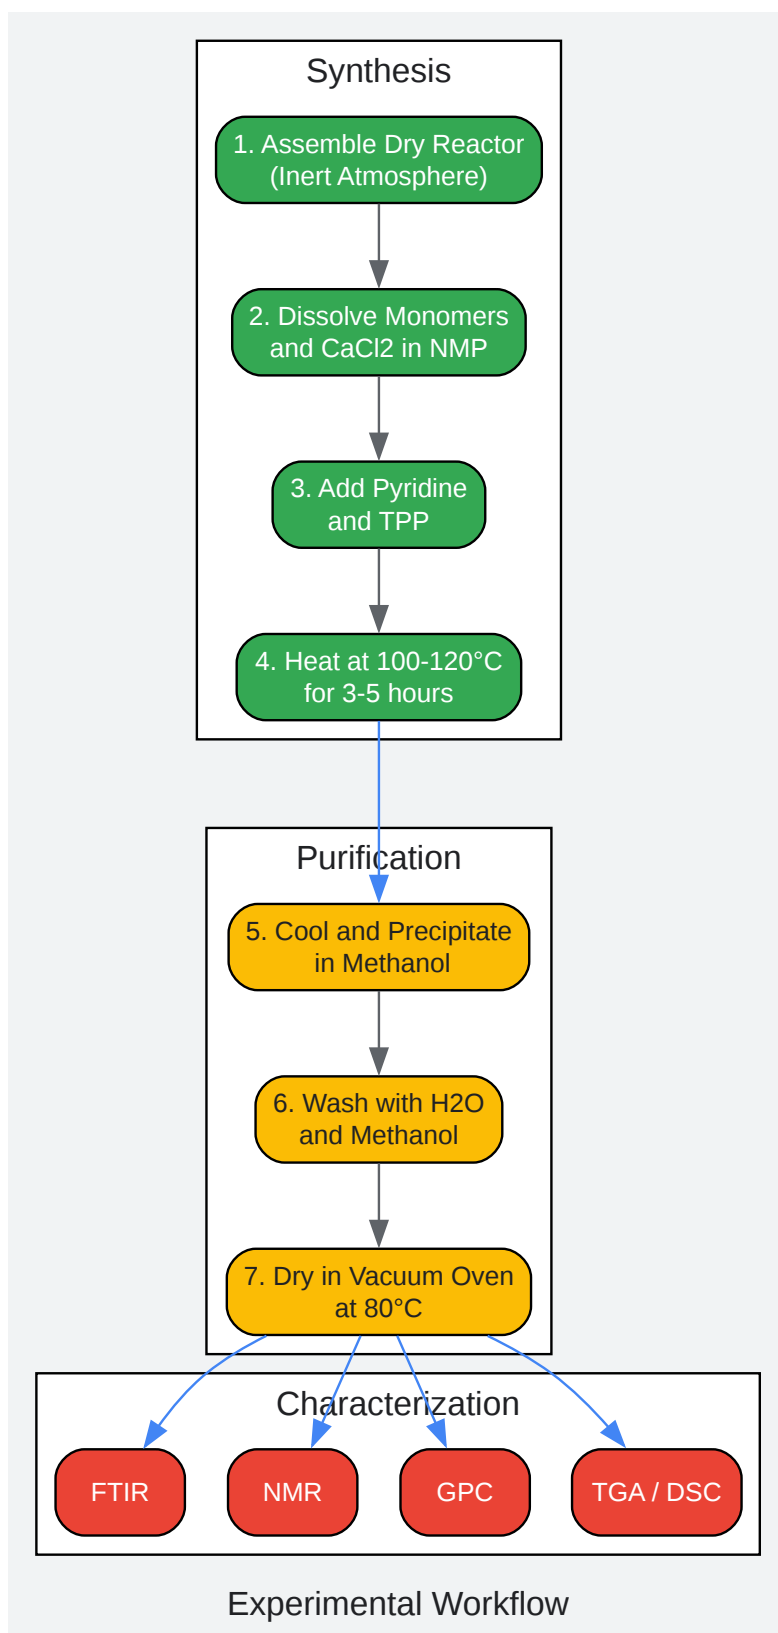 Synthesis
1. Assemble Dry Reactor
(Inert Atmosphere)
2. Dissolve Monomers
and CaCl2 in NMP
3. Add Pyridine
and TPP
4. Heat at 100-120°C
for 3-5 hours
Purification
5. Cool and Precipitate
in Methanol
6. Wash with H2O
and Methanol
7. Dry in Vacuum Oven
at 80°C
Characterization
FTIR
NMR
GPC
TGA / DSC
Experimental Workflow